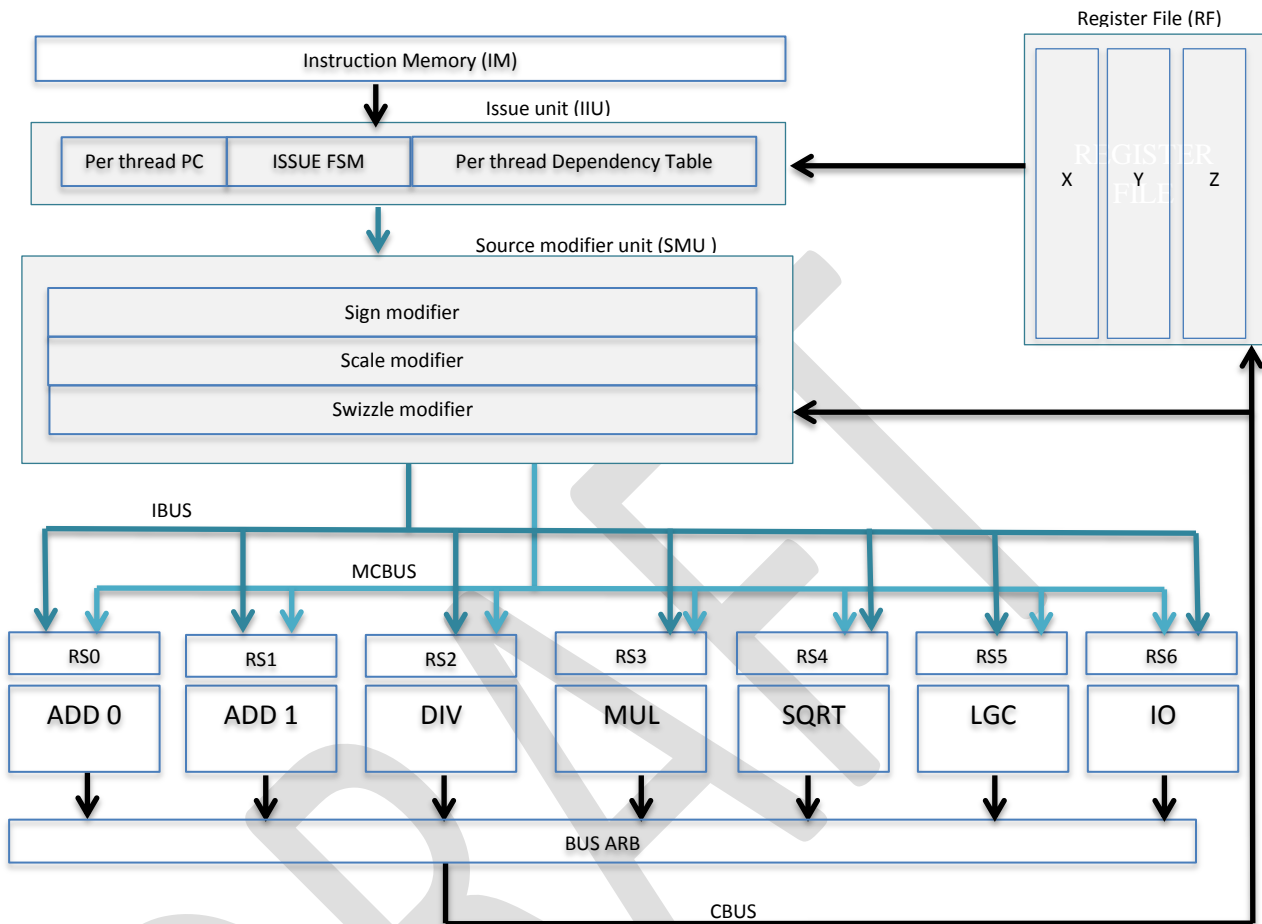 Register File (RF)
Instruction Memory (IM)
Issue unit (IIU)
Per thread PC
ISSUE FSM
Per thread Dependency Table
REGISTER
FILE
X
Y
Z
Source modifier unit (SMU )
Sign modifier
Scale modifier
Swizzle modifier
IBUS
MCBUS
RS0
RS1
RS2
RS3
RS4
RS5
RS6
ADD 0
ADD 1
DIV
MUL
SQRT
LGC
IO
BUS ARB
CBUS
DRAFT